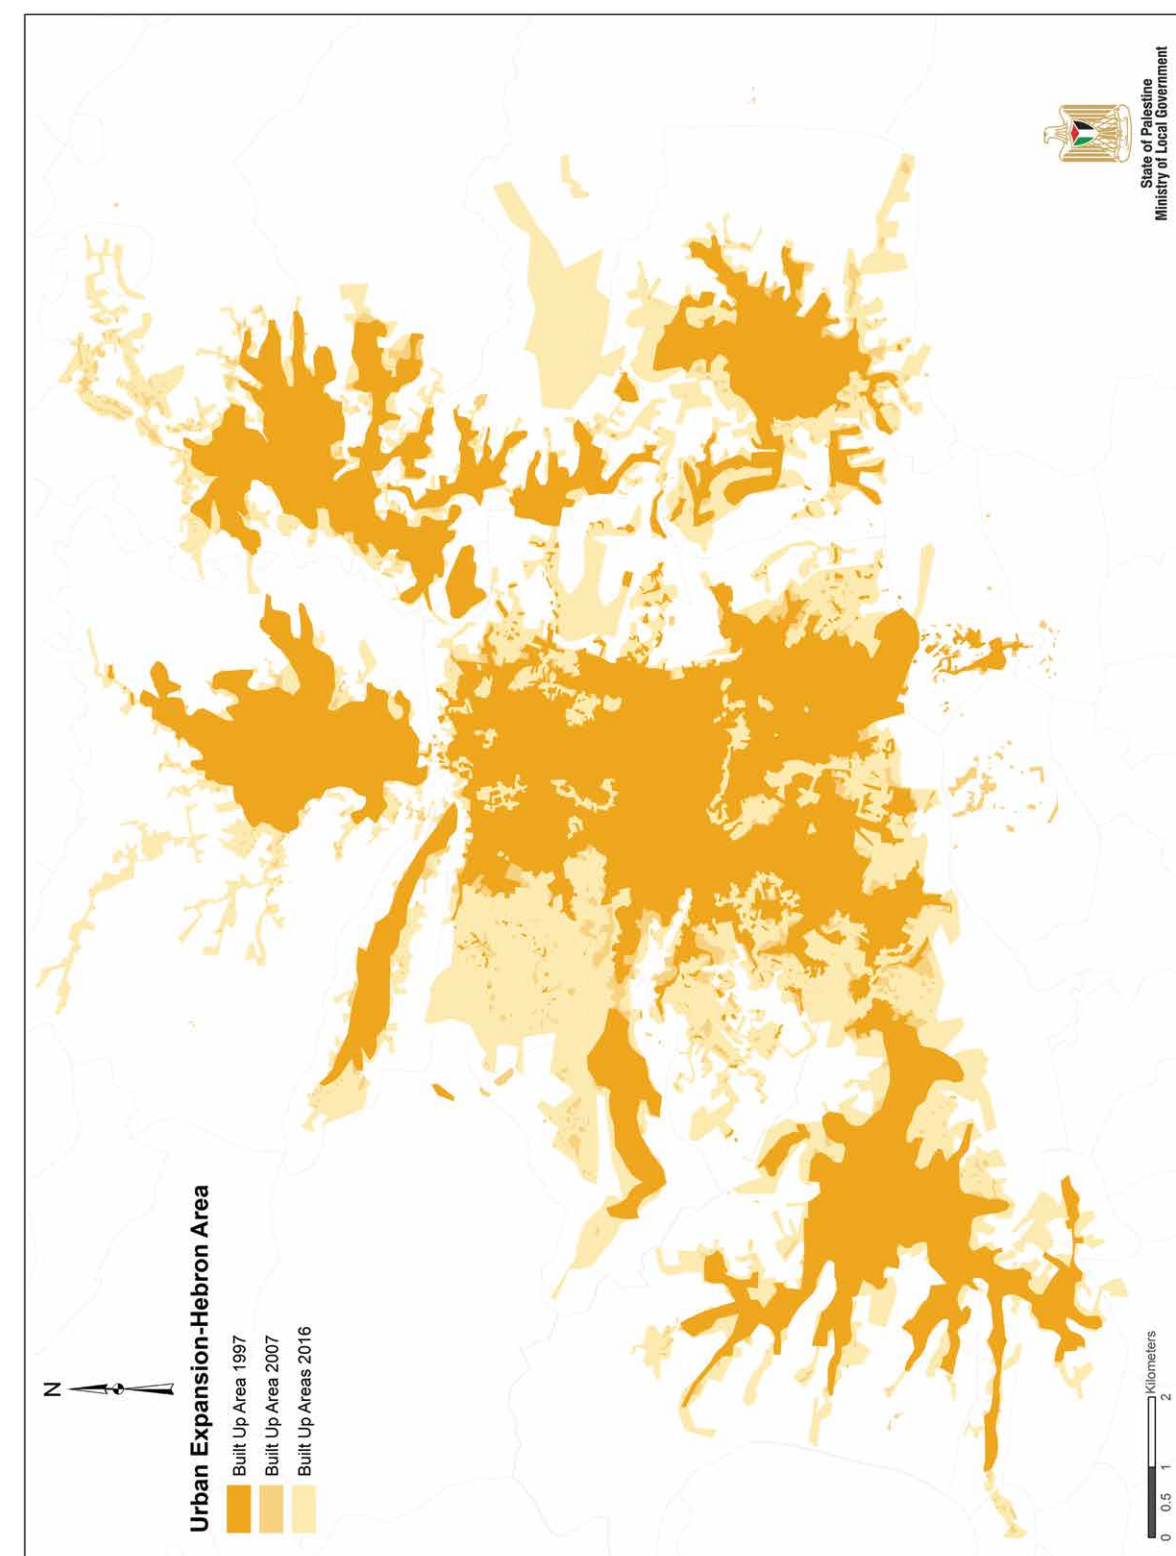 N
Urban Expansion-Hebron Area
Built Up Area 1997
Built Up Area 2007
Built Up Areas 2016
0 0.5 1 2
Kilometers
State of Palestine
Ministry of Local Government